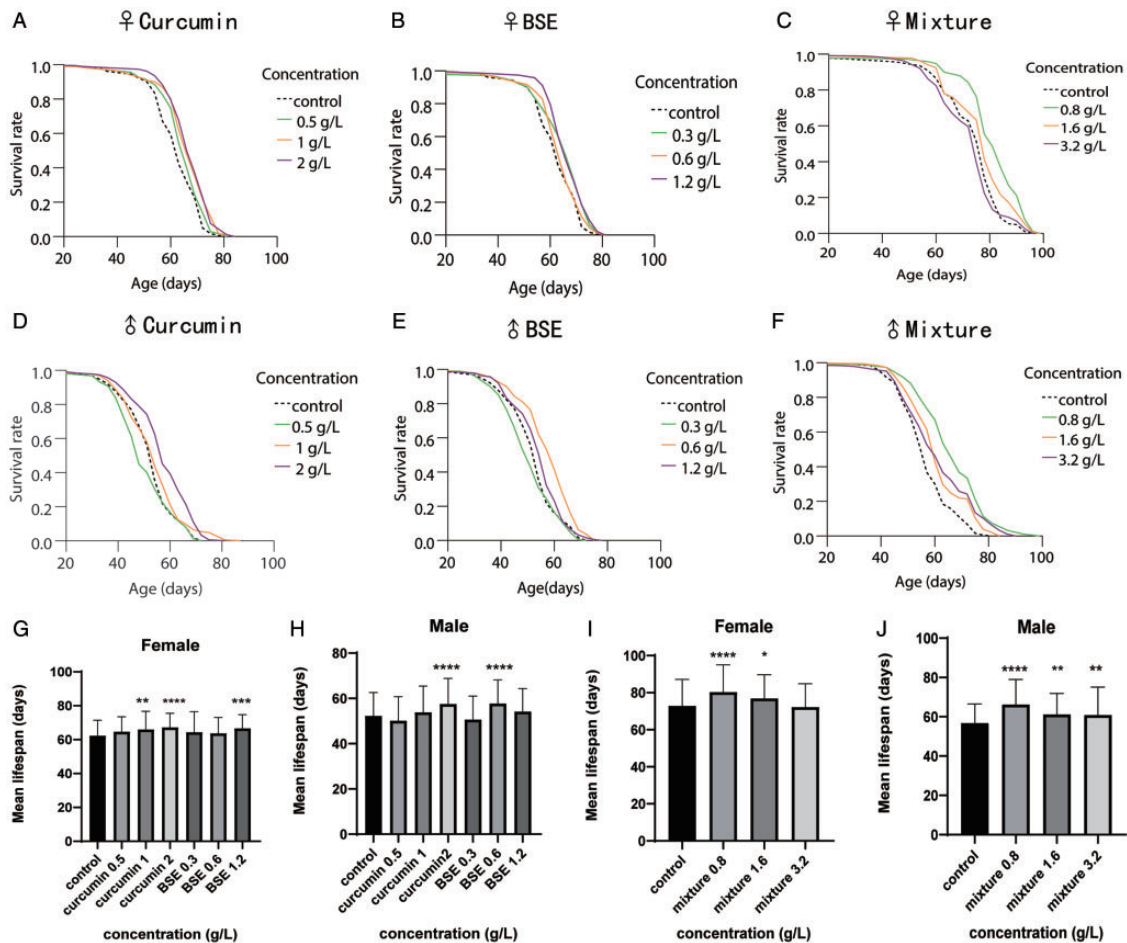 A
♀Curcumin
Survival rate
1.0
0.8
0.6
0.4
0.2
0.0
20
40
60
80
100
Age (days)
Concentration
control
0.5 g/L
1 g/L
2 g/L
B
♀BSE
Survival rate
1.0
0.8
0.6
0.4
0.2
0.0
20
40
60
80
100
Age (days)
Concentration
control
0.3 g/L
0.6 g/L
1.2 g/L
C
♀Mixture
Survival rate
1.0
0.8
0.6
0.4
0.2
0.0
20
40
60
80
100
Age (days)
Concentration
control
0.8 g/L
1.6 g/L
3.2 g/L
D
♂Curcumin
Survival rate
1.0
0.8
0.6
0.4
0.2
0.0
20
40
60
80
100
Age (days)
Concentration
control
0.5 g/L
1 g/L
2 g/L
E
♂BSE
Survival rate
1.0
0.8
0.6
0.4
0.2
0.0
20
40
60
80
100
Age (days)
Concentration
control
0.3 g/L
0.6 g/L
1.2 g/L
F
♂Mixture
Survival rate
1.0
0.8
0.6
0.4
0.2
0.0
20
40
60
80
100
Age (days)
Concentration
control
0.8 g/L
1.6 g/L
3.2 g/L
G
Female
Mean lifespan (days)
100
80
60
40
20
0
**
****
***
control
curcumin 0.5
curcumin 1
curcumin 2
BSE 0.3
BSE 0.6
BSE 1.2
concentration (g/L)
H
Male
Mean lifespan (days)
80
60
40
20
0
****
****
control
curcumin 0.5
curcumin 1
curcumin2
BSE 0.3
BSE 0.6
BSE 1.2
concentration (g/L)
I
Female
Mean lifespan (days)
100
80
60
40
20
0
****
*
control
mixture 0.8
mixture 1.6
mixture 3.2
concentration (g/L)
J
Male
Mean lifespan (days)
100
80
60
40
20
0
****
**
**
control
mixture 0.8
mixture 1.6
mixture 3.2
concentration (g/L)